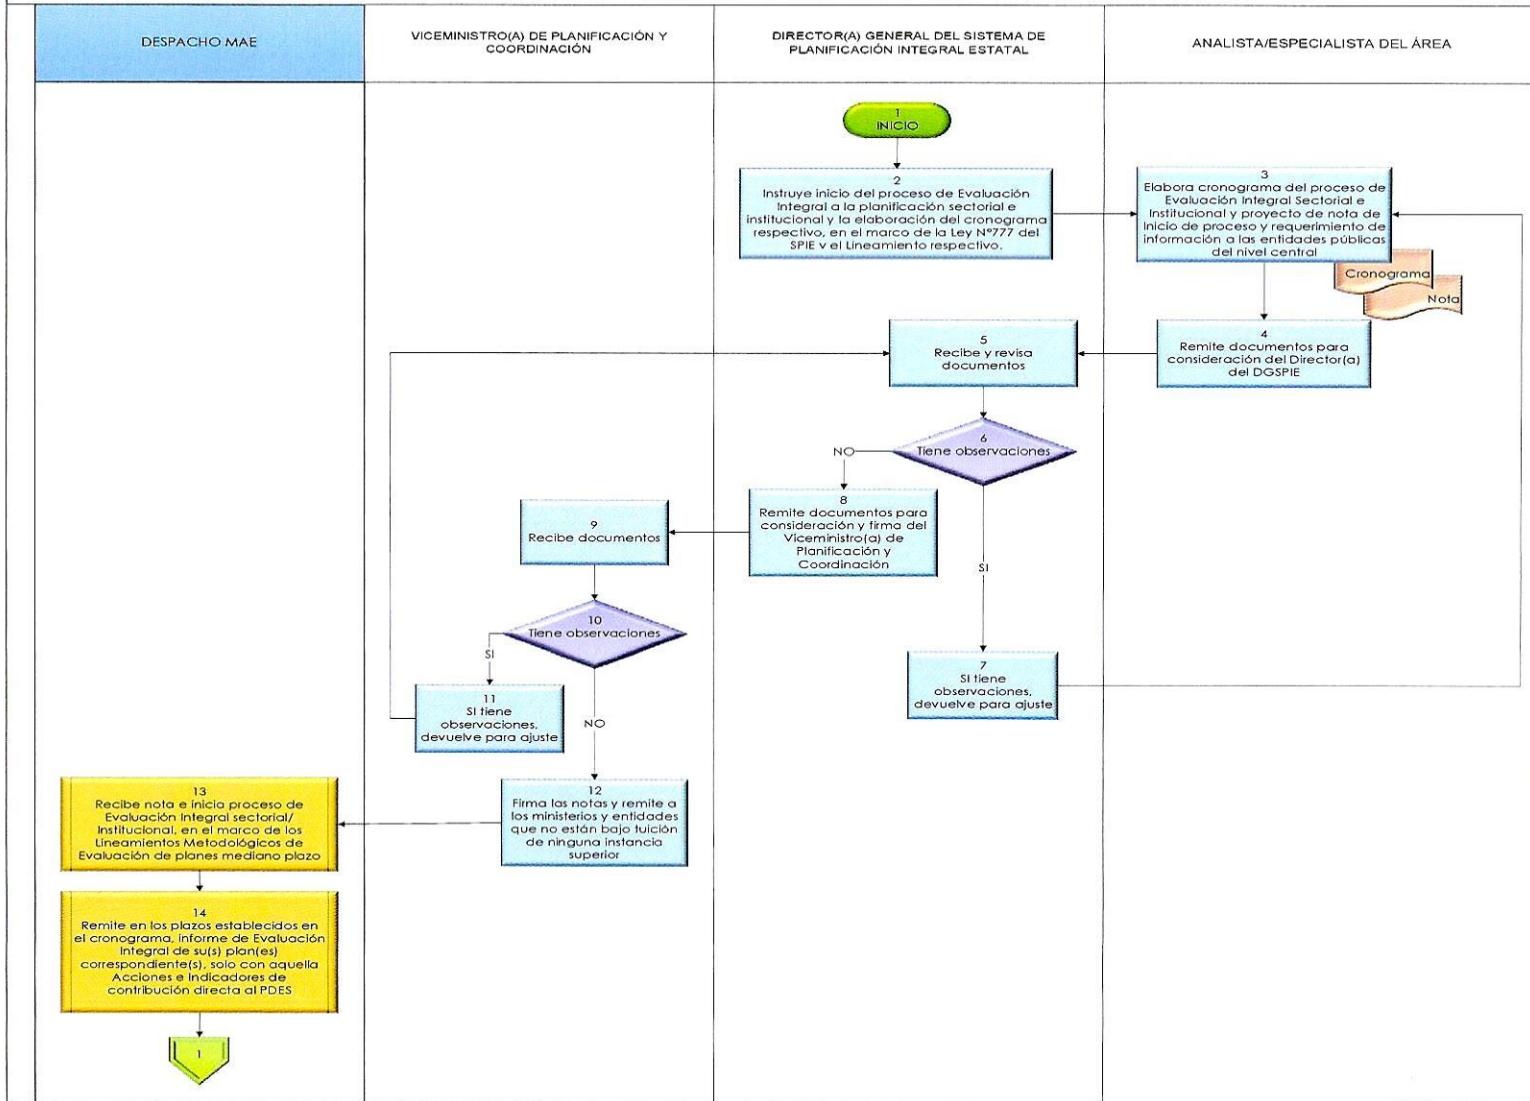 DESPACHO MAE
VICEMINISTRO(A) DE PLANIFICACIÓN Y
COORDINACIÓN
DIRECTOR(A) GENERAL DEL SISTEMA DE
PLANIFICACIÓN INTEGRAL ESTATAL
ANALISTA/ESPECIALISTA DEL ÁREA
1
INICIO
2
Instruye inicio del proceso de Evaluación
Integral a la planificación sectorial e
institucional y la elaboración del cronograma
respectivo, en el marco de la Ley N°777 del
SPIE y el Lineamiento respectivo.
3
Elabora cronograma del proceso de
Evaluación Integral Sectorial e
Institucional y proyecto de nota de
Inicio de proceso y requerimiento de
información a las entidades públicas
del nivel central
Cronograma
Nota
4
Remite documentos para
consideración del Director(a)
del DGSPIE
5
Recibe y revisa
documentos
6
Tiene observaciones
NO
SI
8
Remite documentos para
consideración y firma del
Viceministro(a) de
Planificación y
Coordinación
9
Recibe documentos
10
Tiene observaciones
SI
NO
7
SI tiene
observaciones,
devuelve para ajuste
11
SI tiene
observaciones,
devuelve para ajuste
12
Firma las notas y remite a
los ministerios y entidades
que no están bajo tuición
de ninguna instancia
superior
13
Recibe nota e inicia proceso de
Evaluación Integral sectorial/
Institucional, en el marco de los
Lineamientos Metodológicos de
Evaluación de planes mediano plazo
14
Remite en los plazos establecidos en
el cronograma, informe de Evaluación
Integral de su(s) plan(es)
correspondiente(s), solo con aquella
Acciones e Indicadores de
contribución directa al PDES
1